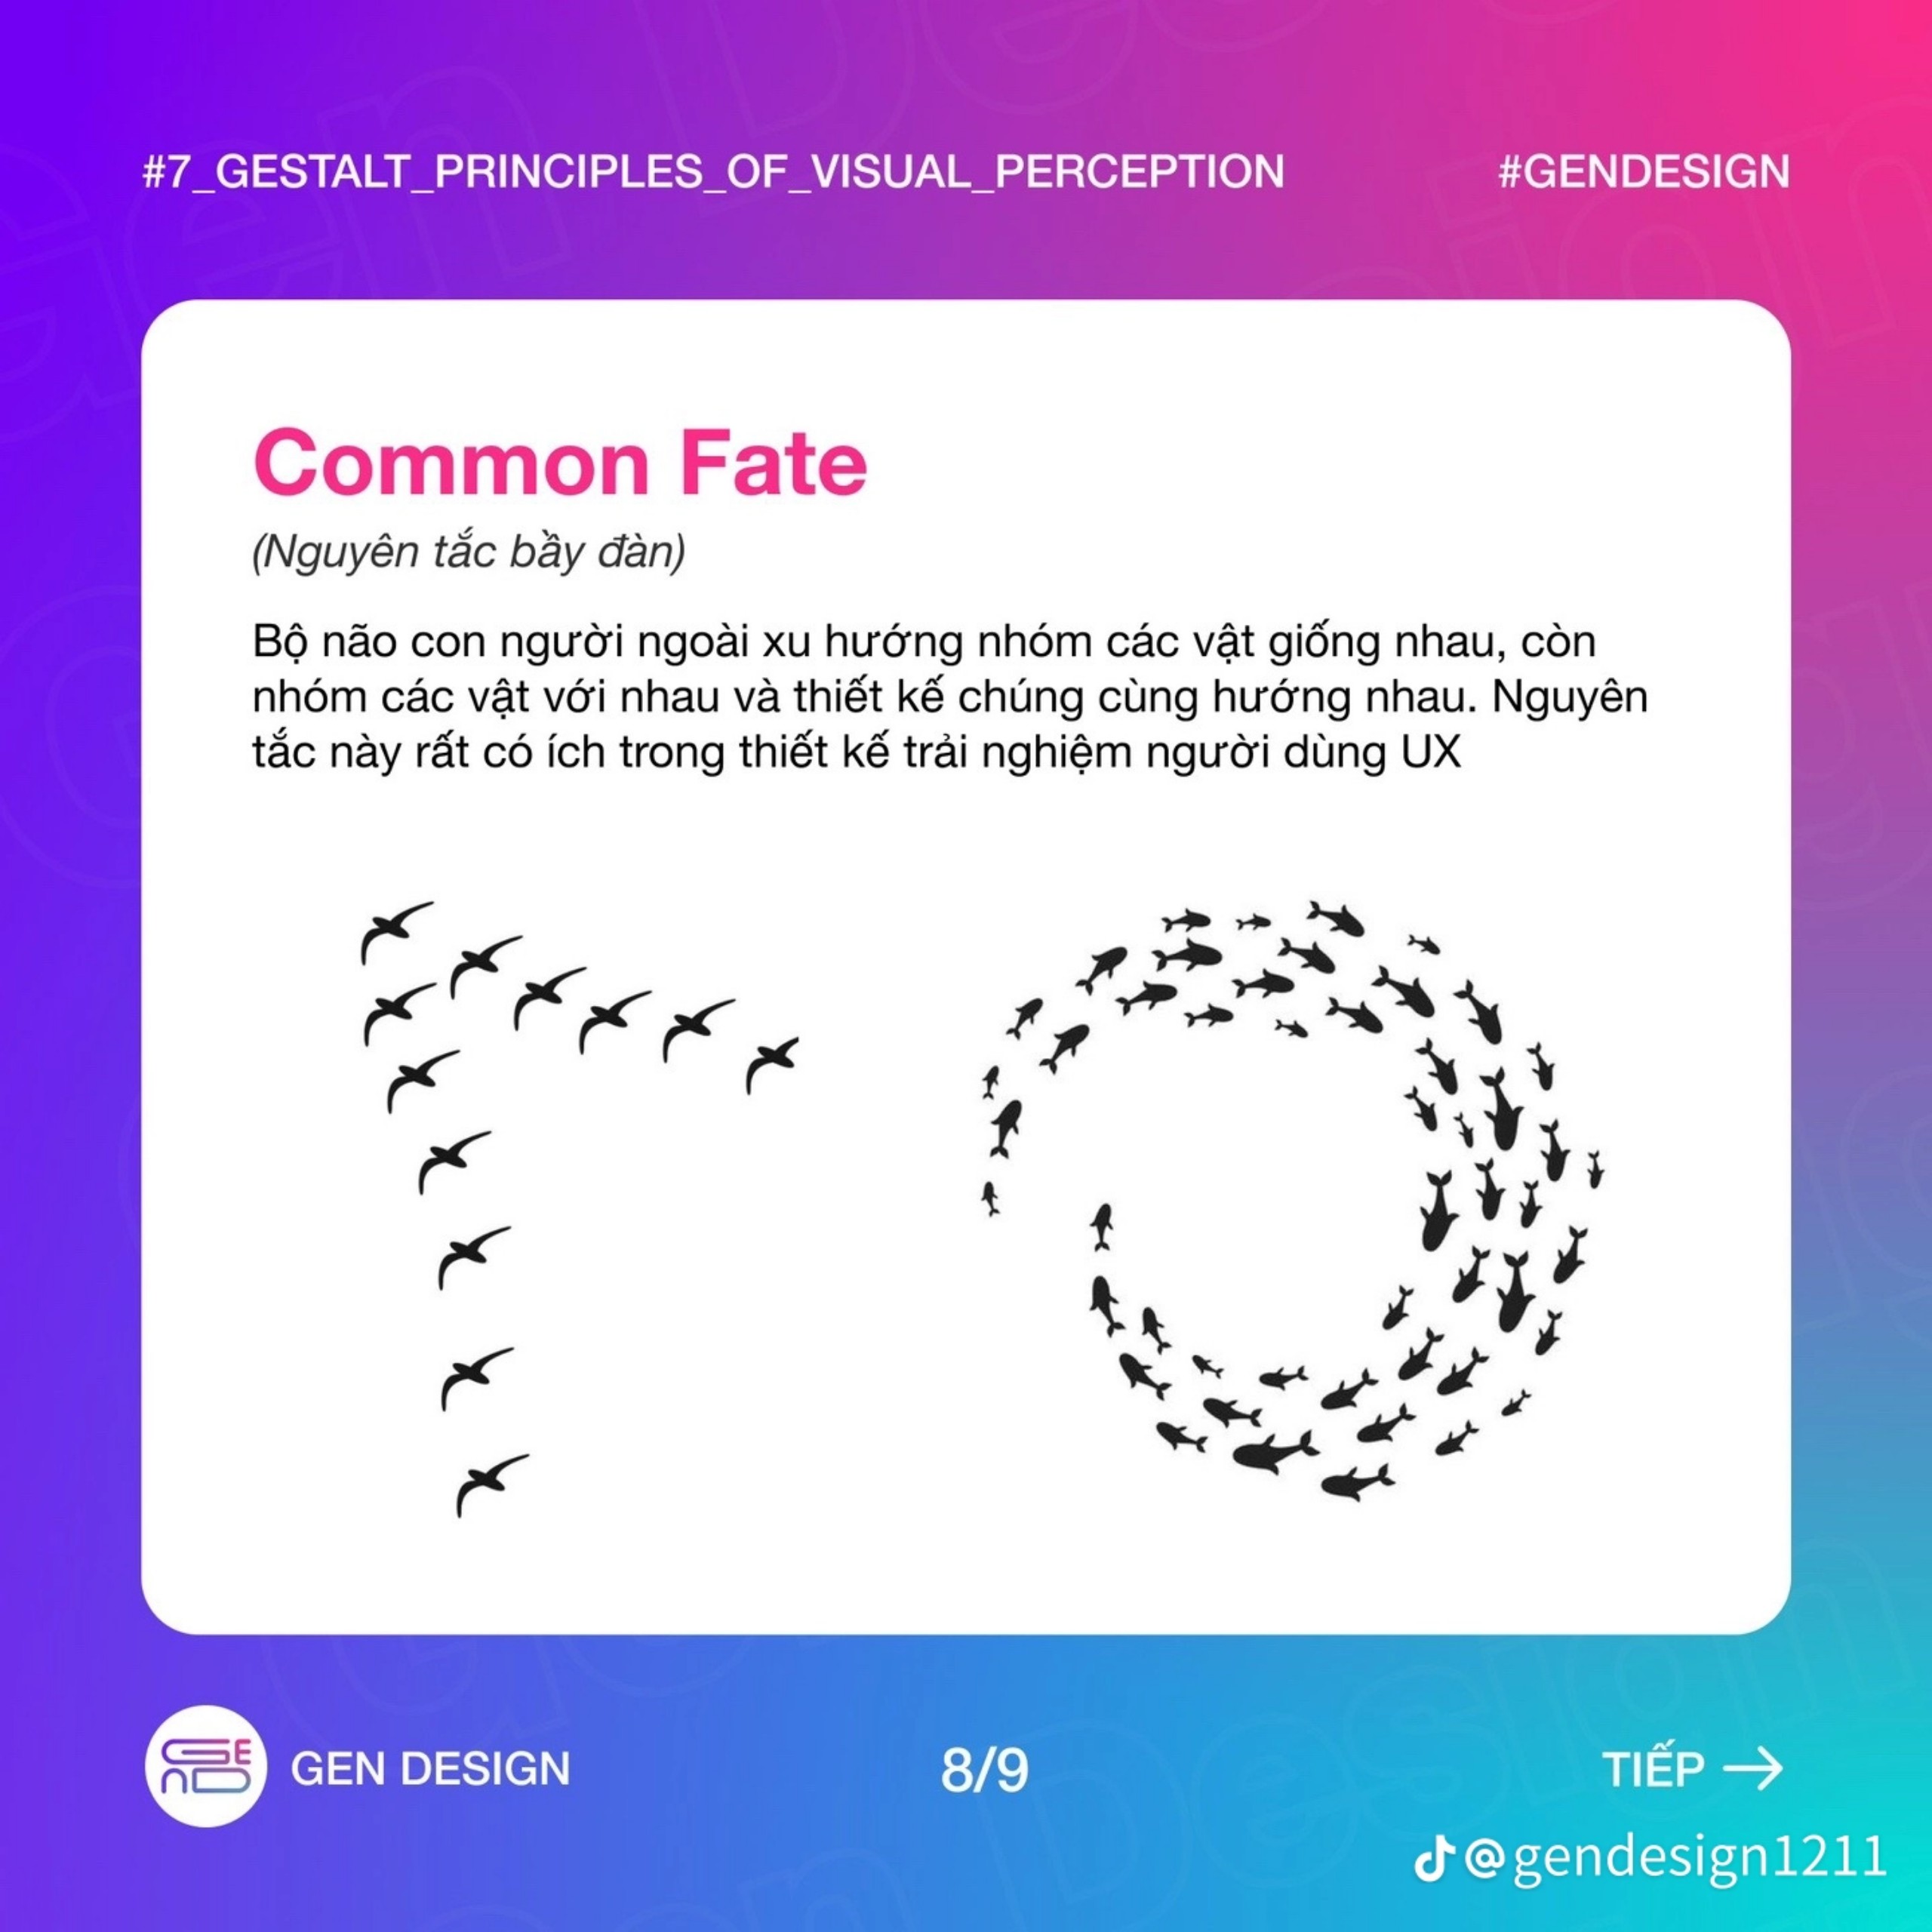 #7_GESTALT_PRINCIPLES_OF_VISUAL_PERCEPTION
#GENDESIGN
Common Fate
(Nguyên tắc bầy đàn)
Bộ não con người ngoài xu hướng nhóm các vật giống nhau, còn
nhóm các vật với nhau và thiết kế chúng cùng hướng nhau. Nguyên
tắc này rất có ích trong thiết kế trải nghiệm người dùng UX
GEN DESIGN
8/9
TIẾP →
@gendesign1211